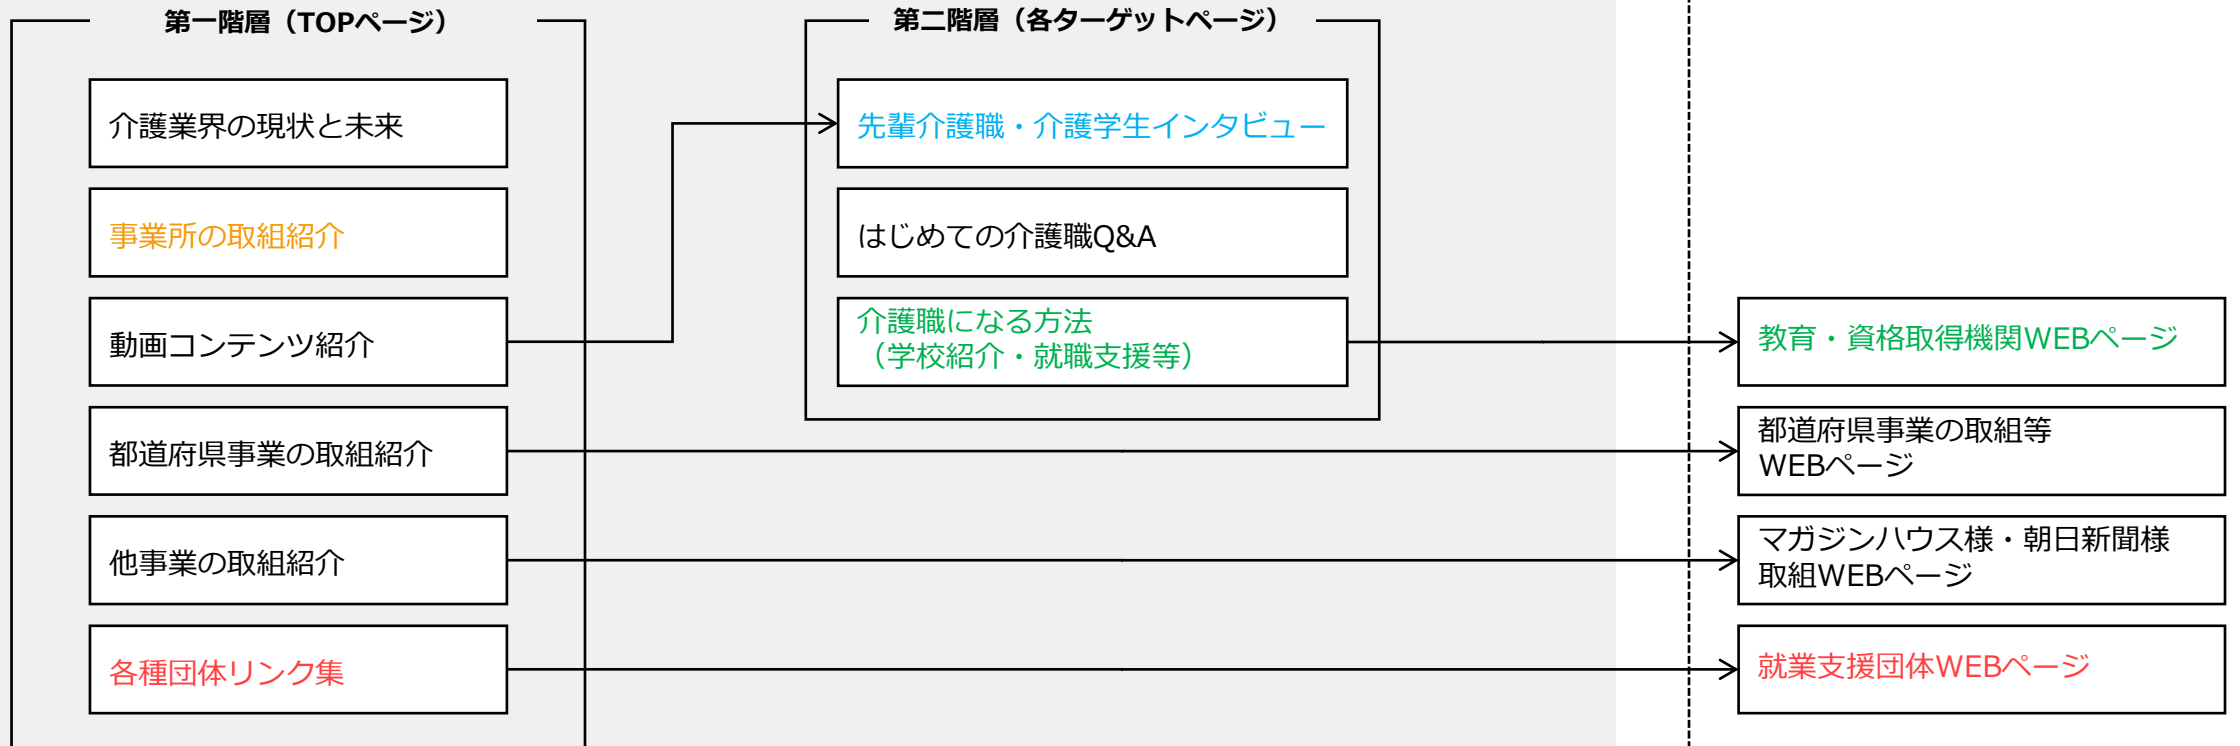 第一階層（TOPページ）
介護業界の現状と未来
事業所の取組紹介
動画コンテンツ紹介
都道府県事業の取組紹介
他事業の取組紹介
各種団体リンク集
第二階層（各ターゲットページ）
先輩介護職・介護学生インタビュー
はじめての介護職Q&A
介護職になる方法
（学校紹介・就職支援等）
教育・資格取得機関WEBページ
都道府県事業の取組等
WEBページ
マガジンハウス様・朝日新聞様
取組WEBページ
就業支援団体WEBページ